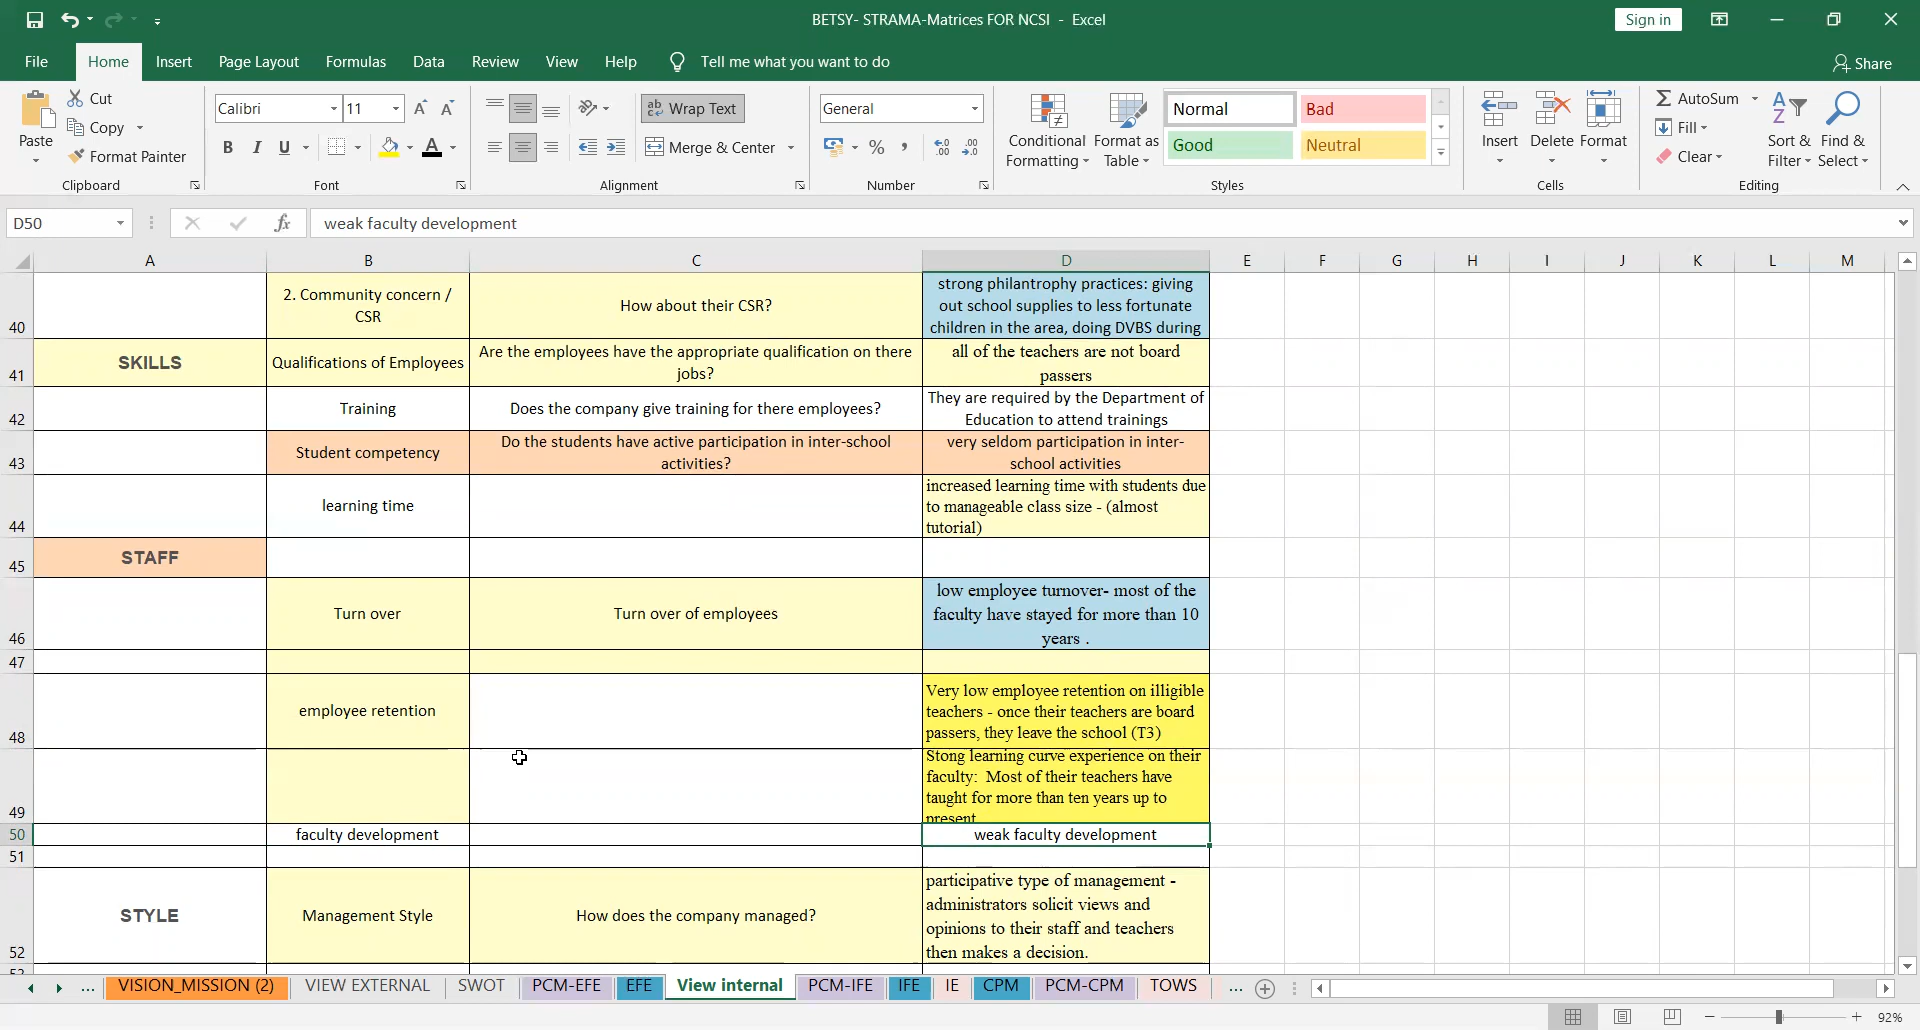 BETSY- STRAMA-Matrices FOR NCSI - Excel
Sign in
File Home Insert Page Layout Formulas Data Review View Help Tell me what you want to do
Share
Paste
Cut
Copy
Format Painter
Clipboard
Calibri 11
B I U A
Font
Wrap Text
Merge & Center
Alignment
General
% ,
Number
Conditional Formatting
Format as Table
Normal Bad
Good Neutral
Styles
Insert Delete Format
Cells
AutoSum
Fill
Clear
Sort & Filter
Find & Select
Editing
D50 fx weak faculty development
A B C D E F G H I J K L M
40
2. Community concern /
CSR
How about their CSR?
strong philantrophy practices: giving
out school supplies to less fortunate
children in the area, doing DVBS during
41
SKILLS
Qualifications of Employees
Are the employees have the appropriate qualification on there
jobs?
all of the teachers are not board
passers
42
Training
Does the company give training for there employees?
They are required by the Department of
Education to attend trainings
43
Student competency
Do the students have active participation in inter-school
activities?
very seldom participation in inter-
school activities
44
learning time
increased learning time with students due
to manageable class size - (almost
tutorial)
45
STAFF
46
Turn over
Turn over of employees
low employee turnover- most of the
faculty have stayed for more than 10
years .
47
48
employee retention
Very low employee retention on illigible
teachers - once their teachers are board
passers, they leave the school (T3)
49
Stong learning curve experience on their
faculty: Most of their teachers have
taught for more than ten years up to
present
50
faculty development
weak faculty development
51
52
STYLE
Management Style
How does the company managed?
participative type of management -
administrators solicit views and
opinions to their staff and teachers
then makes a decision.
... VISION_MISSION (2) VIEW EXTERNAL SWOT PCM-EFE EFE View internal PCM-IFE IFE IE CPM PCM-CPM TOWS ...
92%